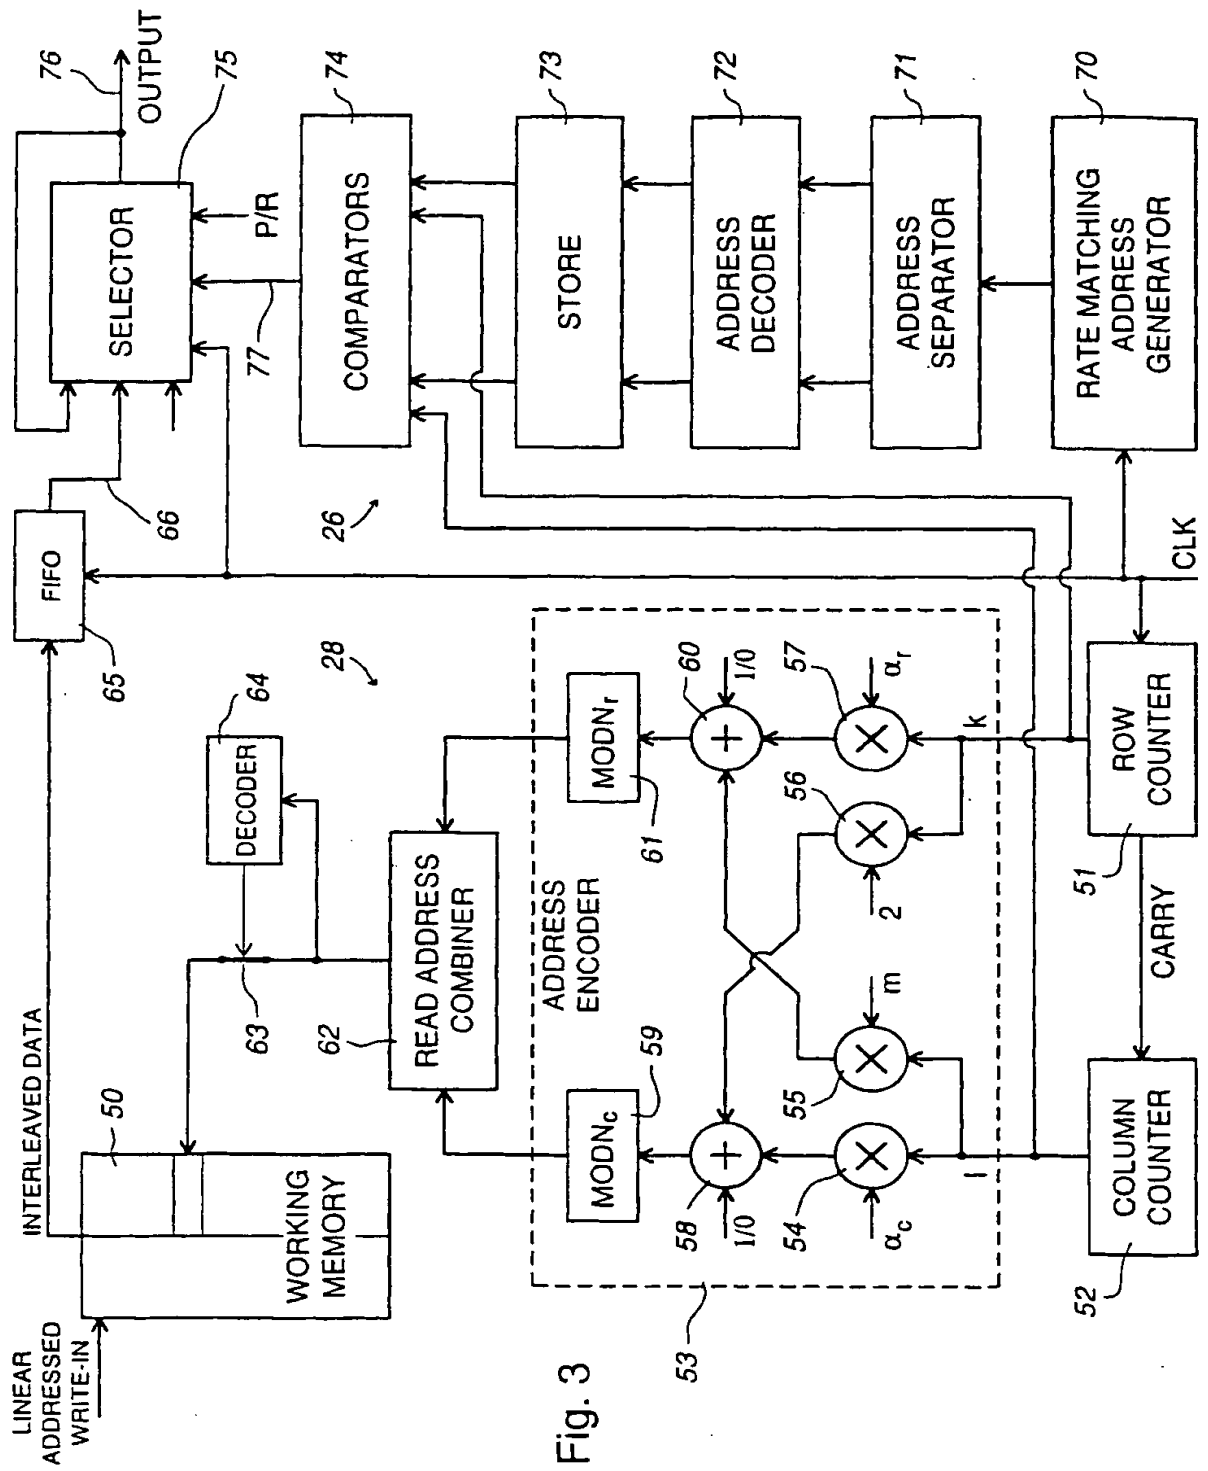 LINEAR
ADDRESSED
WRITE-IN
INTERLEAVED DATA
50
WORKING
MEMORY
63
DECODER
64
65
FIFO
66
28
26
76
OUTPUT
SELECTOR
75
P/R
77
COMPARATORS
74
STORE
73
ADDRESS
DECODER
72
ADDRESS
SEPARATOR
71
RATE MATCHING
ADDRESS
GENERATOR
70
62
READ ADDRESS
COMBINER
ADDRESS
ENCODER
53
MODNc
59
MODNr
61
58
1/0
60
1/0
54
αc
55
m
56
2
57
αr
l
k
COLUMN
COUNTER
52
CARRY
ROW
COUNTER
51
CLK
Fig. 3